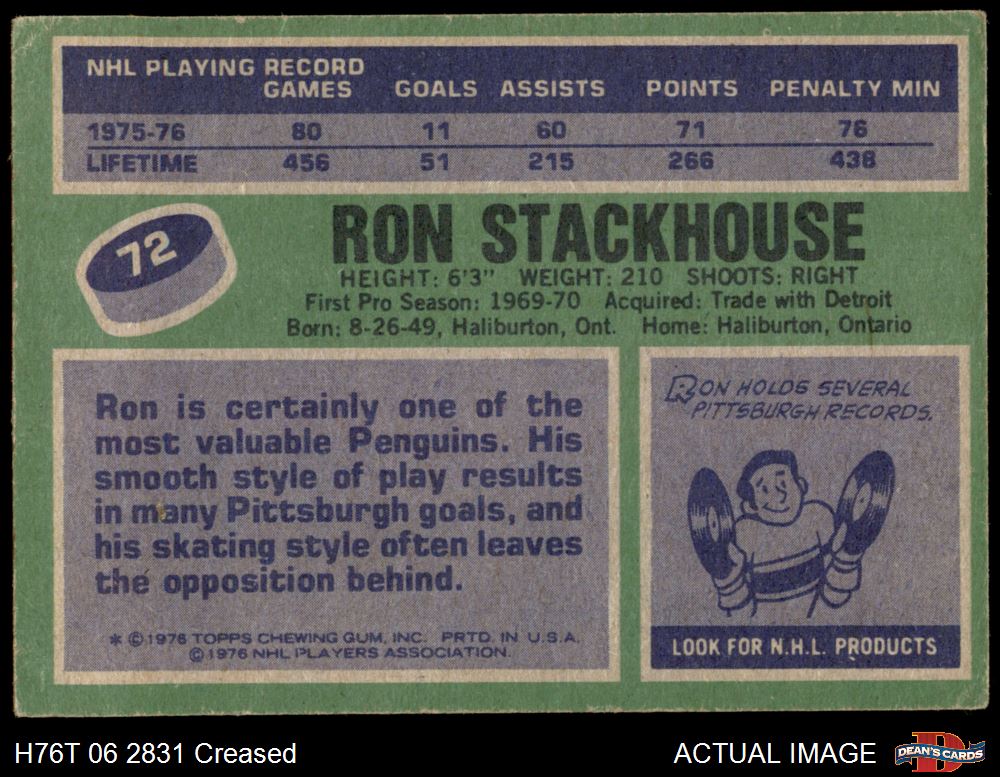 NHL PLAYING RECORD
GAMES GOALS ASSISTS POINTS PENALTY MIN
1975-76 80 11 60 71 76
LIFETIME 456 51 215 266 438
72
RON STACKHOUSE
HEIGHT: 6'3" WEIGHT: 210 SHOOTS: RIGHT
First Pro Season: 1969-70 Acquired: Trade with Detroit
Born: 8-26-49, Haliburton, Ont. Home: Haliburton, Ontario
Ron is certainly one of the
most valuable Penguins. His
smooth style of play results
in many Pittsburgh goals, and
his skating style often leaves
the opposition behind.
* © 1976 TOPPS CHEWING GUM, INC. PRTD. IN U.S.A.
© 1976 NHL PLAYERS ASSOCIATION.
RON HOLDS SEVERAL
PITTSBURGH RECORDS.
LOOK FOR N.H.L. PRODUCTS
H76T 06 2831 Creased
ACTUAL IMAGE
D
DEAN'S CARDS